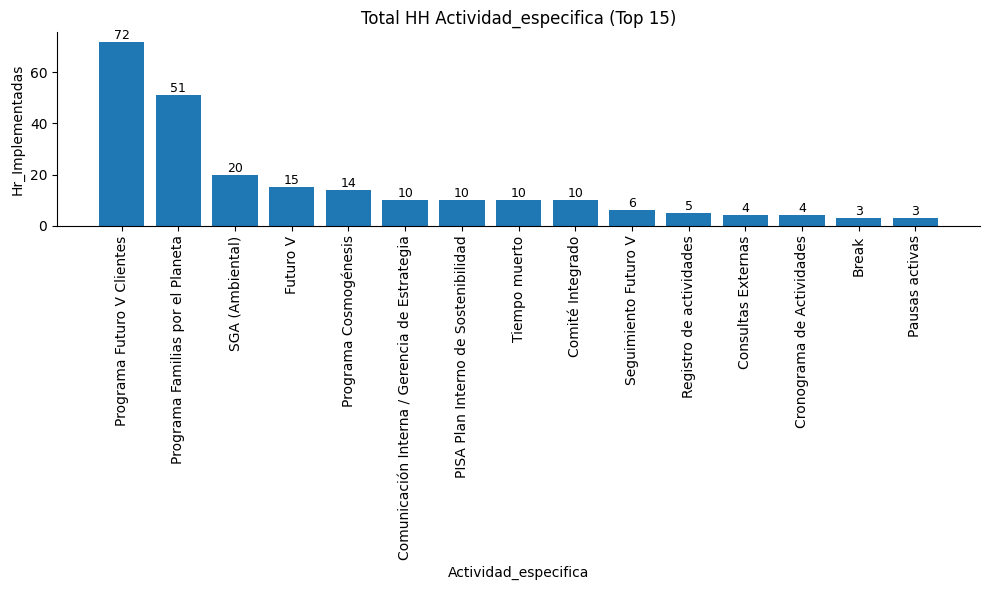 Total HH Actividad_especifica (Top 15)
Hr_Implementadas
60
40
20
0
72
51
20
15
14
10
10
10
10
6
5
4
4
3
3
Programa Futuro V Clientes
Programa Familias por el Planeta
SGA (Ambiental)
Futuro V
Programa Cosmogénesis
Comunicación Interna / Gerencia de Estrategia
PISA Plan Interno de Sostenibilidad
Tiempo muerto
Comité Integrado
Seguimiento Futuro V
Registro de actividades
Consultas Externas
Cronograma de Actividades
Break
Pausas activas
Actividad_especifica